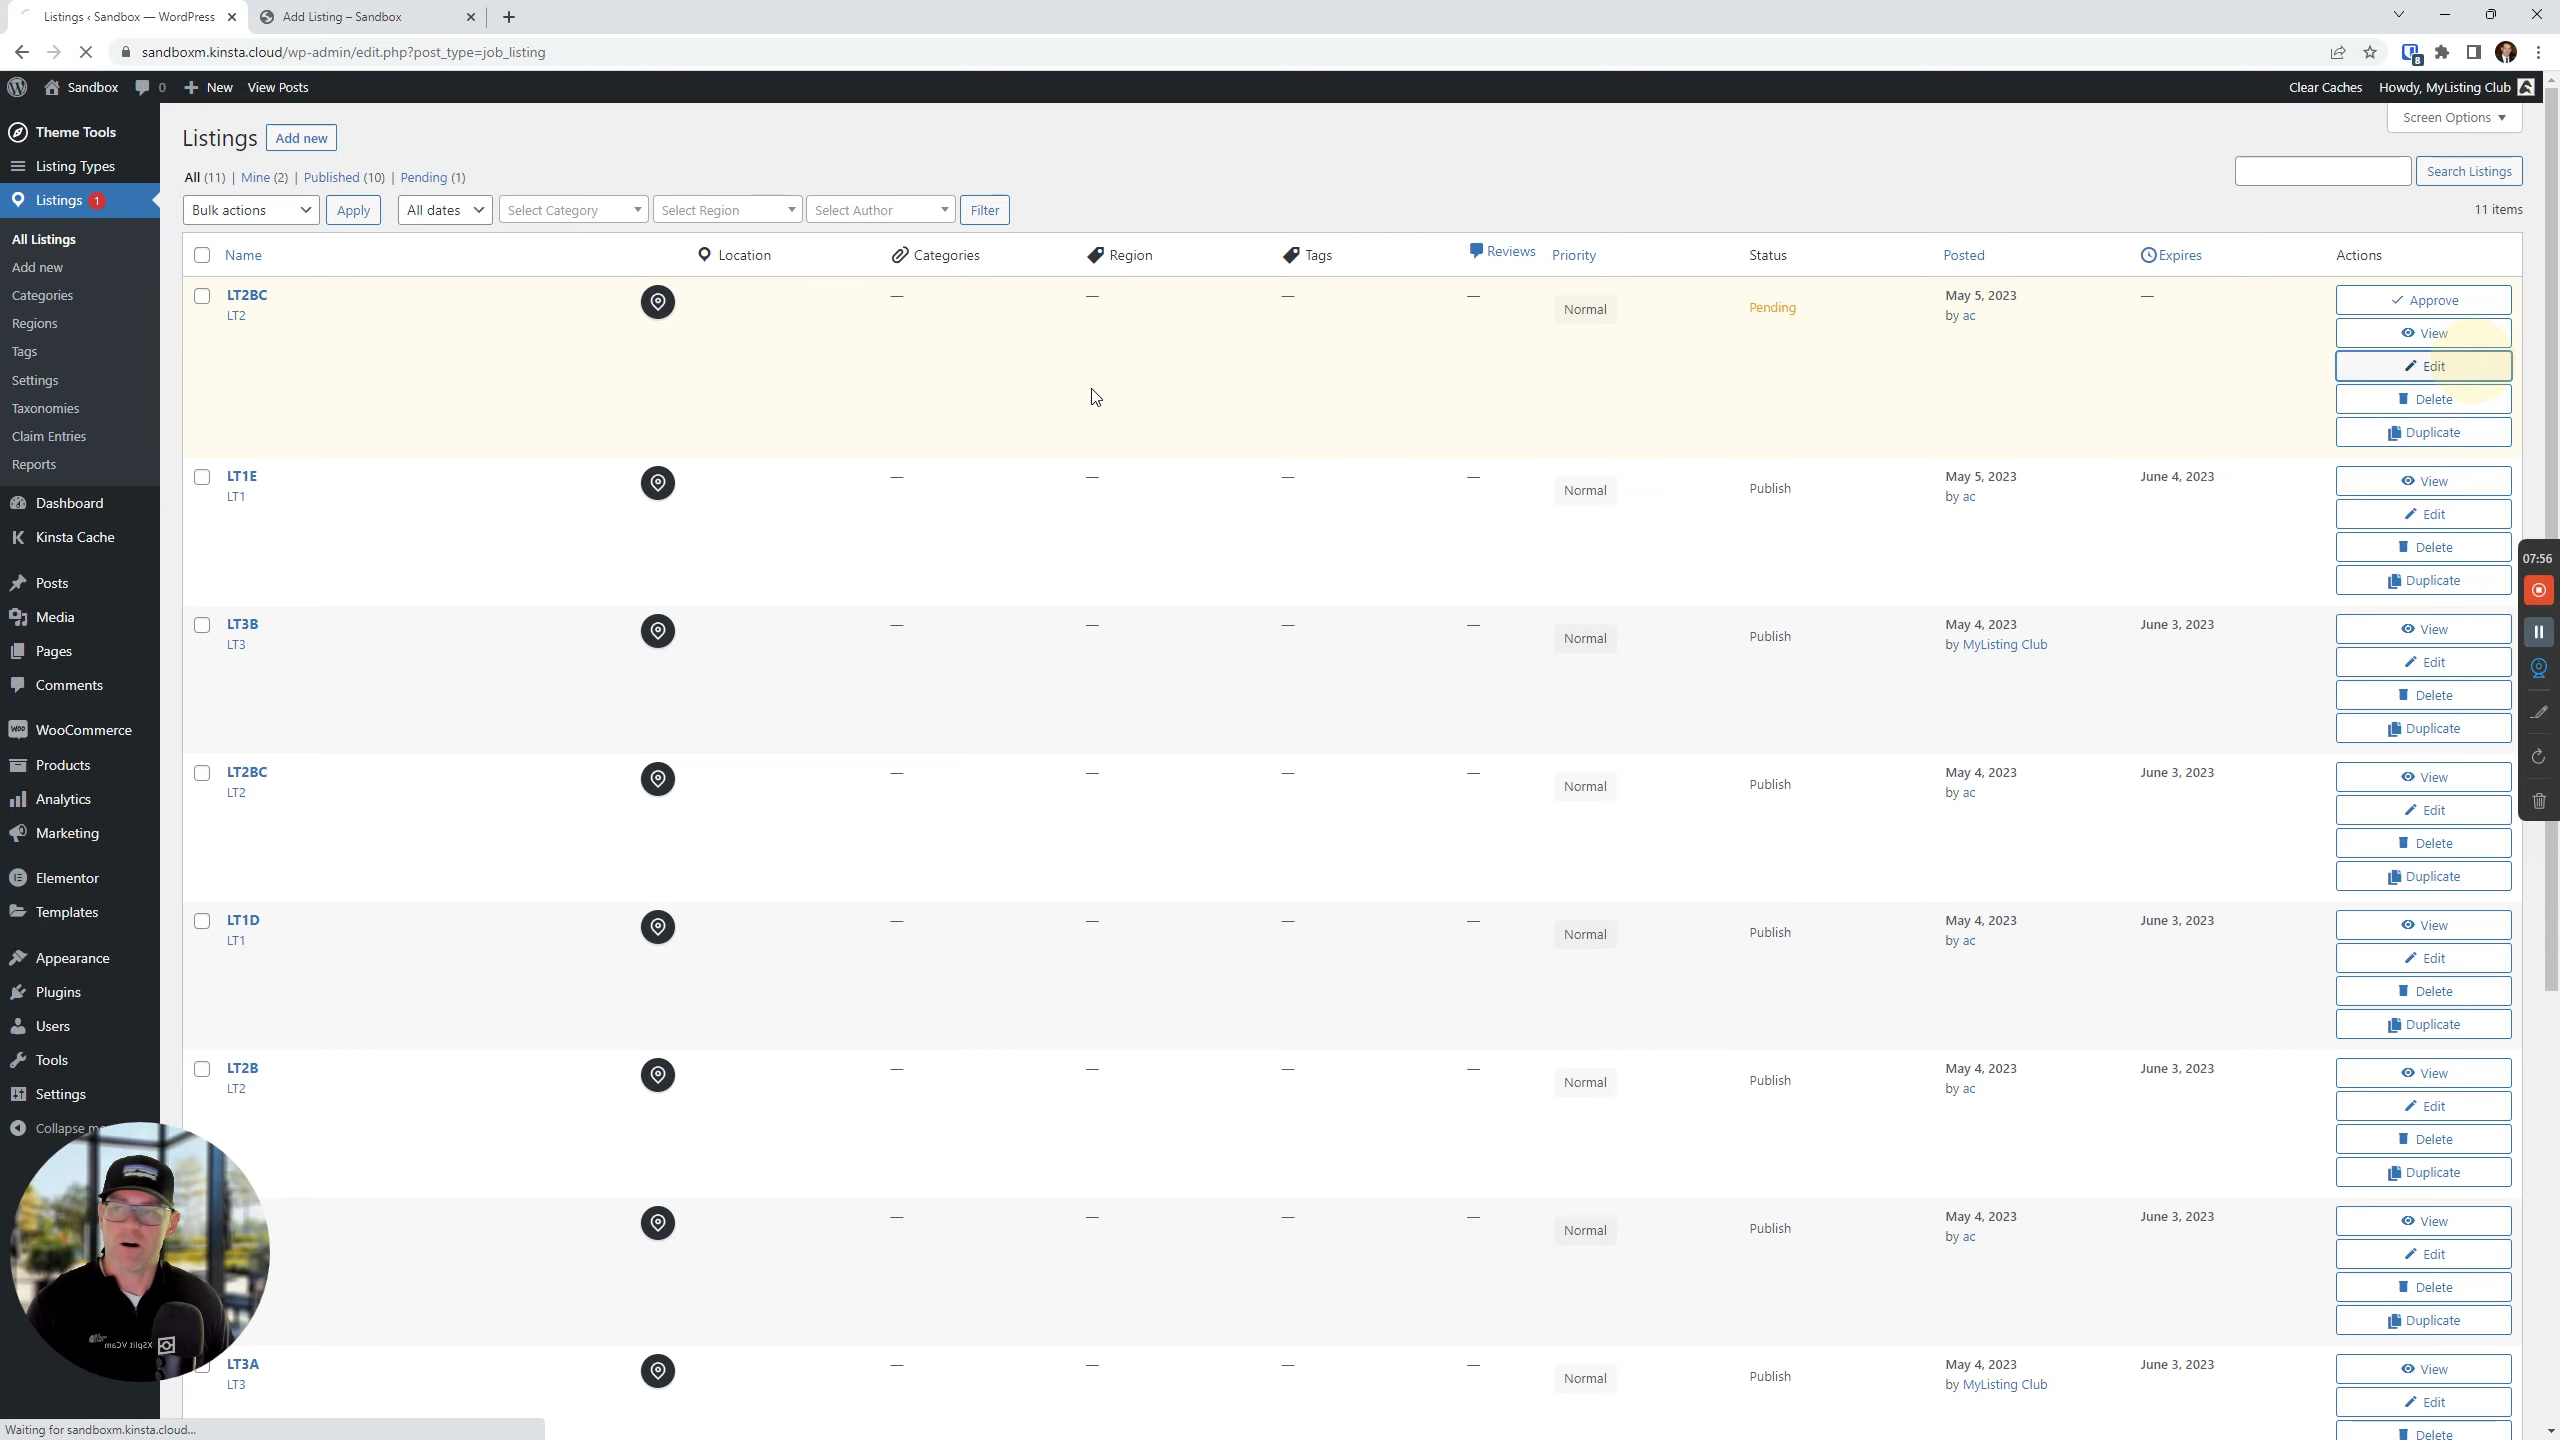 Listings ‹ Sandbox — WordPress
Add Listing – Sandbox
sandboxm.kinsta.cloud/wp-admin/edit.php?post_type=job_listing
8
Sandbox
0
New
View Posts
Clear Caches
Howdy, MyListing Club
Theme Tools
Listing Types
Listings 1
All Listings
Add new
Categories
Regions
Tags
Settings
Taxonomies
Claim Entries
Reports
Dashboard
Kinsta Cache
Posts
Media
Pages
Comments
WooCommerce
Products
Analytics
Marketing
Elementor
Templates
Appearance
Plugins
Users
Tools
Settings
Collapse me
Listings
Add new
Screen Options
All (11) | Mine (2) | Published (10) | Pending (1)
Search Listings
Bulk actions
Apply
All dates
Select Category
Select Region
Select Author
Filter
11 items
Name
Location
Categories
Region
Tags
Reviews
Priority
Status
Posted
Expires
Actions
LT2BC
LT2
—
—
—
—
Normal
Pending
May 5, 2023
by ac
—
Approve
View
Edit
Delete
Duplicate
LT1E
LT1
—
—
—
—
Normal
Publish
May 5, 2023
by ac
June 4, 2023
View
Edit
Delete
Duplicate
LT3B
LT3
—
—
—
—
Normal
Publish
May 4, 2023
by MyListing Club
June 3, 2023
View
Edit
Delete
Duplicate
LT2BC
LT2
—
—
—
—
Normal
Publish
May 4, 2023
by ac
June 3, 2023
View
Edit
Delete
Duplicate
LT1D
LT1
—
—
—
—
Normal
Publish
May 4, 2023
by ac
June 3, 2023
View
Edit
Delete
Duplicate
LT2B
LT2
—
—
—
—
Normal
Publish
May 4, 2023
by ac
June 3, 2023
View
Edit
Delete
Duplicate
—
—
—
—
Normal
Publish
May 4, 2023
by ac
June 3, 2023
View
Edit
Delete
Duplicate
LT3A
LT3
—
—
—
—
Normal
Publish
May 4, 2023
by MyListing Club
June 3, 2023
View
Edit
Delete
07:56
XSplit VCam
Waiting for sandboxm.kinsta.cloud...